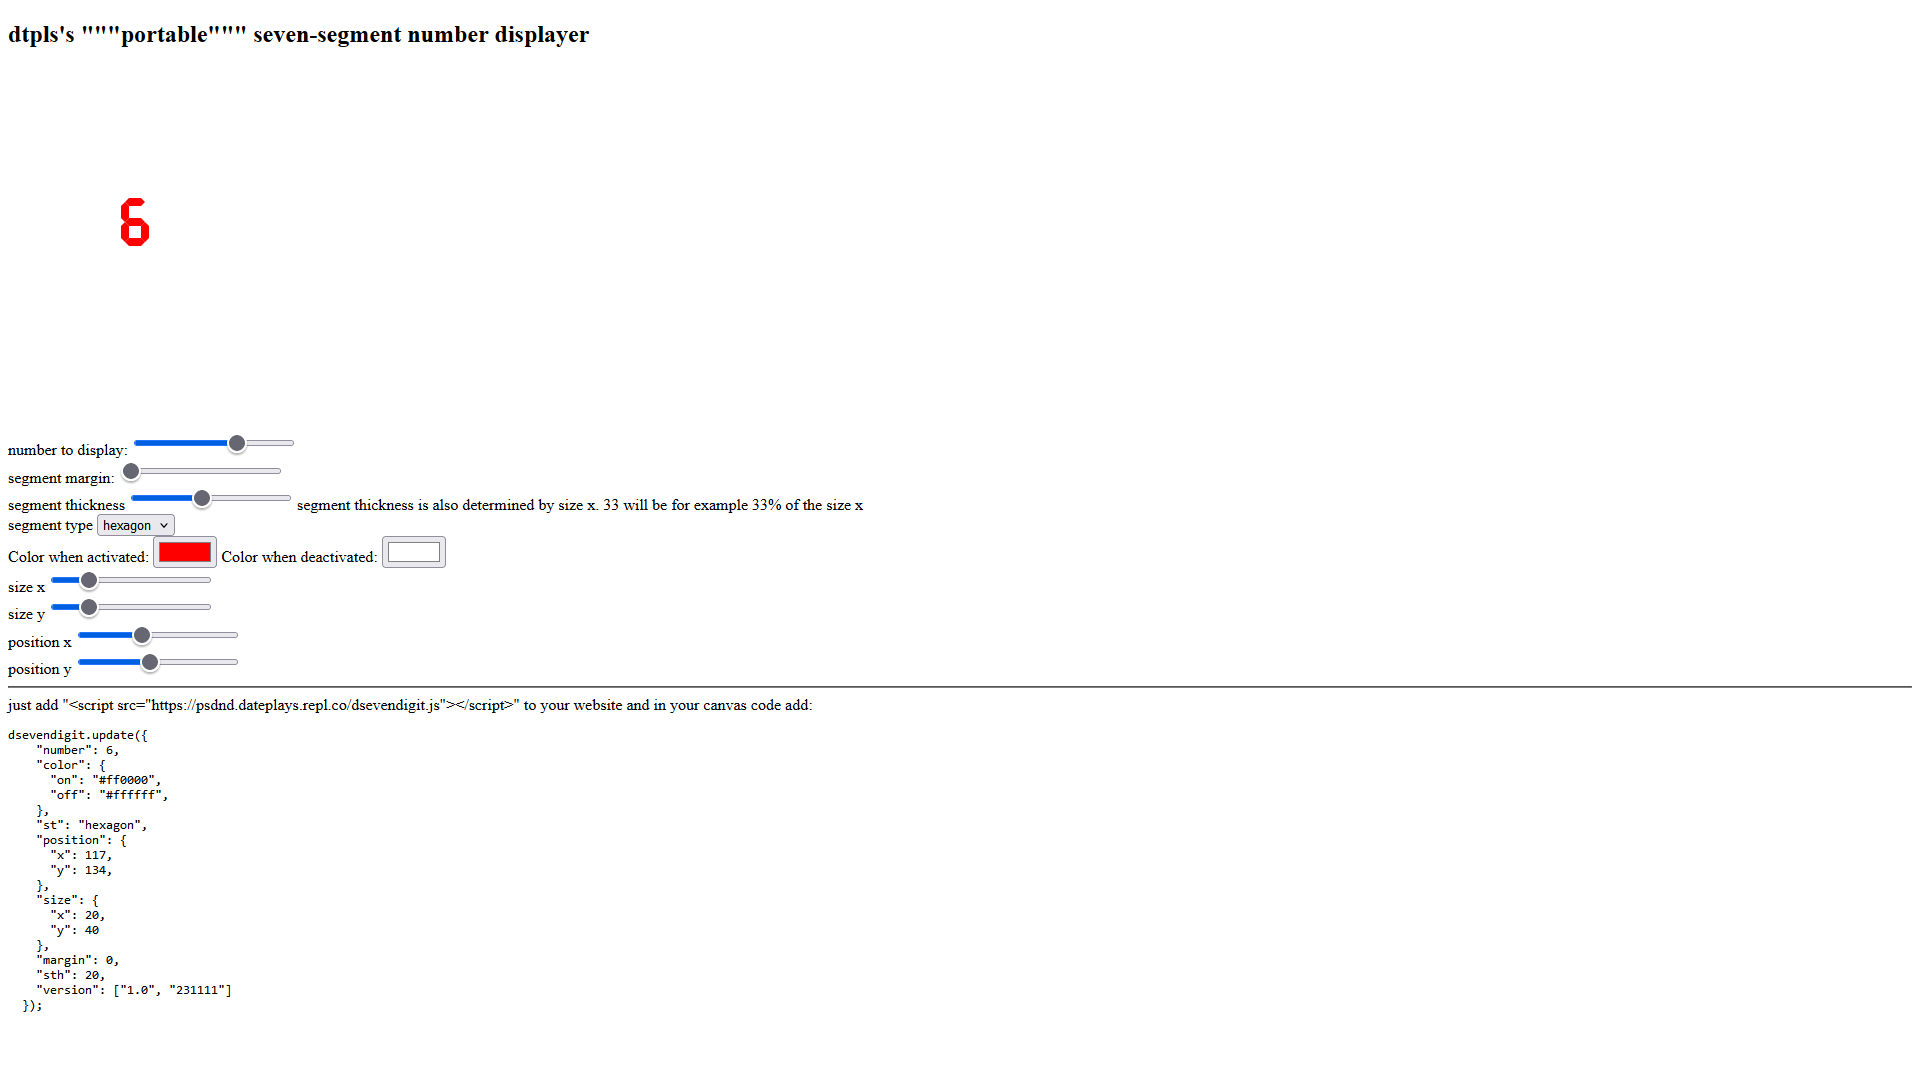 dtpls's """portable""" seven-segment number displayer
6
number to display:
segment margin:
segment thickness segment thickness is also determined by size x. 33 will be for example 33% of the size x
segment type hexagon
Color when activated: Color when deactivated:
size x
size y
position x
position y
just add "<script src="https://psdnd.dateplays.repl.co/dsevendigit.js"></script>" to your website and in your canvas code add:
dsevendigit.update({
    "number": 6,
    "color": {
      "on": "#ff0000",
      "off": "#ffffff",
    },
    "st": "hexagon",
    "position": {
      "x": 117,
      "y": 134,
    },
    "size": {
      "x": 20,
      "y": 40
    },
    "margin": 0,
    "sth": 20,
    "version": ["1.0", "231111"]
  });